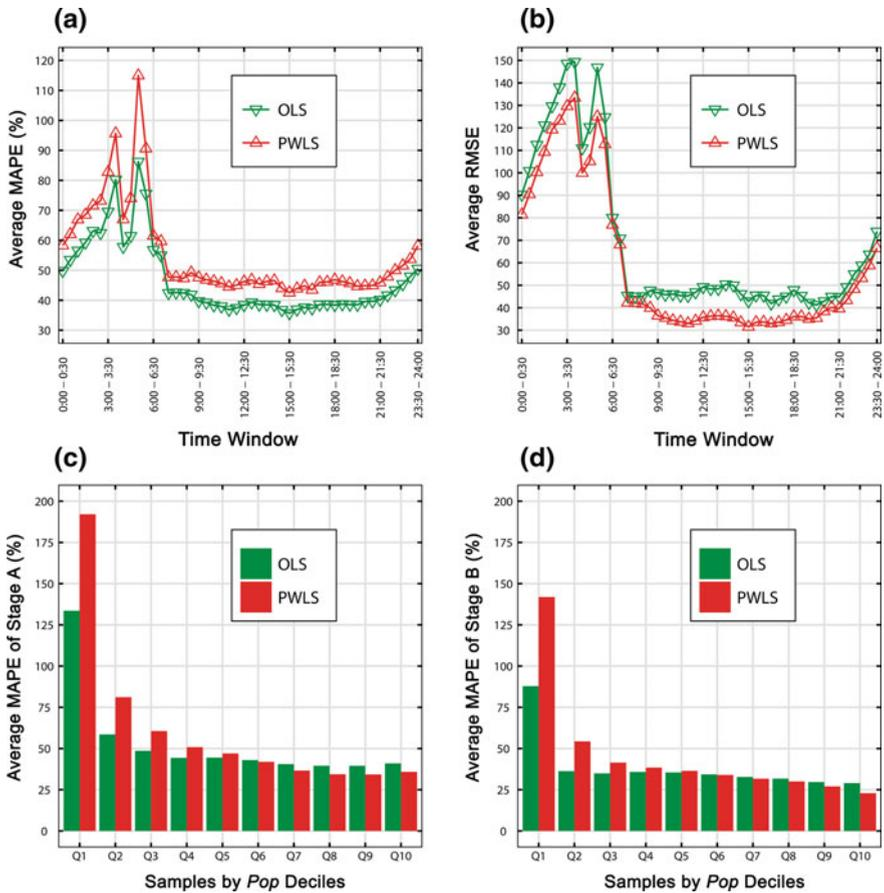 (a)
Average MAPE (%)
120
110
100
90
80
70
60
50
40
30
OLS
PWLS
0:00 – 0:30
3:00 – 3:30
6:00 – 6:30
9:00 – 9:30
12:00 – 12:30
15:00 – 15:30
18:00 – 18:30
21:00 – 21:30
23:30 – 24:00
Time Window
(b)
Average RMSE
150
140
130
120
110
100
90
80
70
60
50
40
30
OLS
PWLS
0:00 – 0:30
3:00 – 3:30
6:00 – 6:30
9:00 – 9:30
12:00 – 12:30
15:00 – 15:30
18:00 – 18:30
21:00 – 21:30
23:30 – 24:00
Time Window
(c)
Average MAPE of Stage A (%)
200
175
150
125
100
75
50
25
0
OLS
PWLS
Q1 Q2 Q3 Q4 Q5 Q6 Q7 Q8 Q9 Q10
Samples by Pop Deciles
(d)
Average MAPE of Stage B (%)
200
175
150
125
100
75
50
25
0
OLS
PWLS
Q1 Q2 Q3 Q4 Q5 Q6 Q7 Q8 Q9 Q10
Samples by Pop Deciles